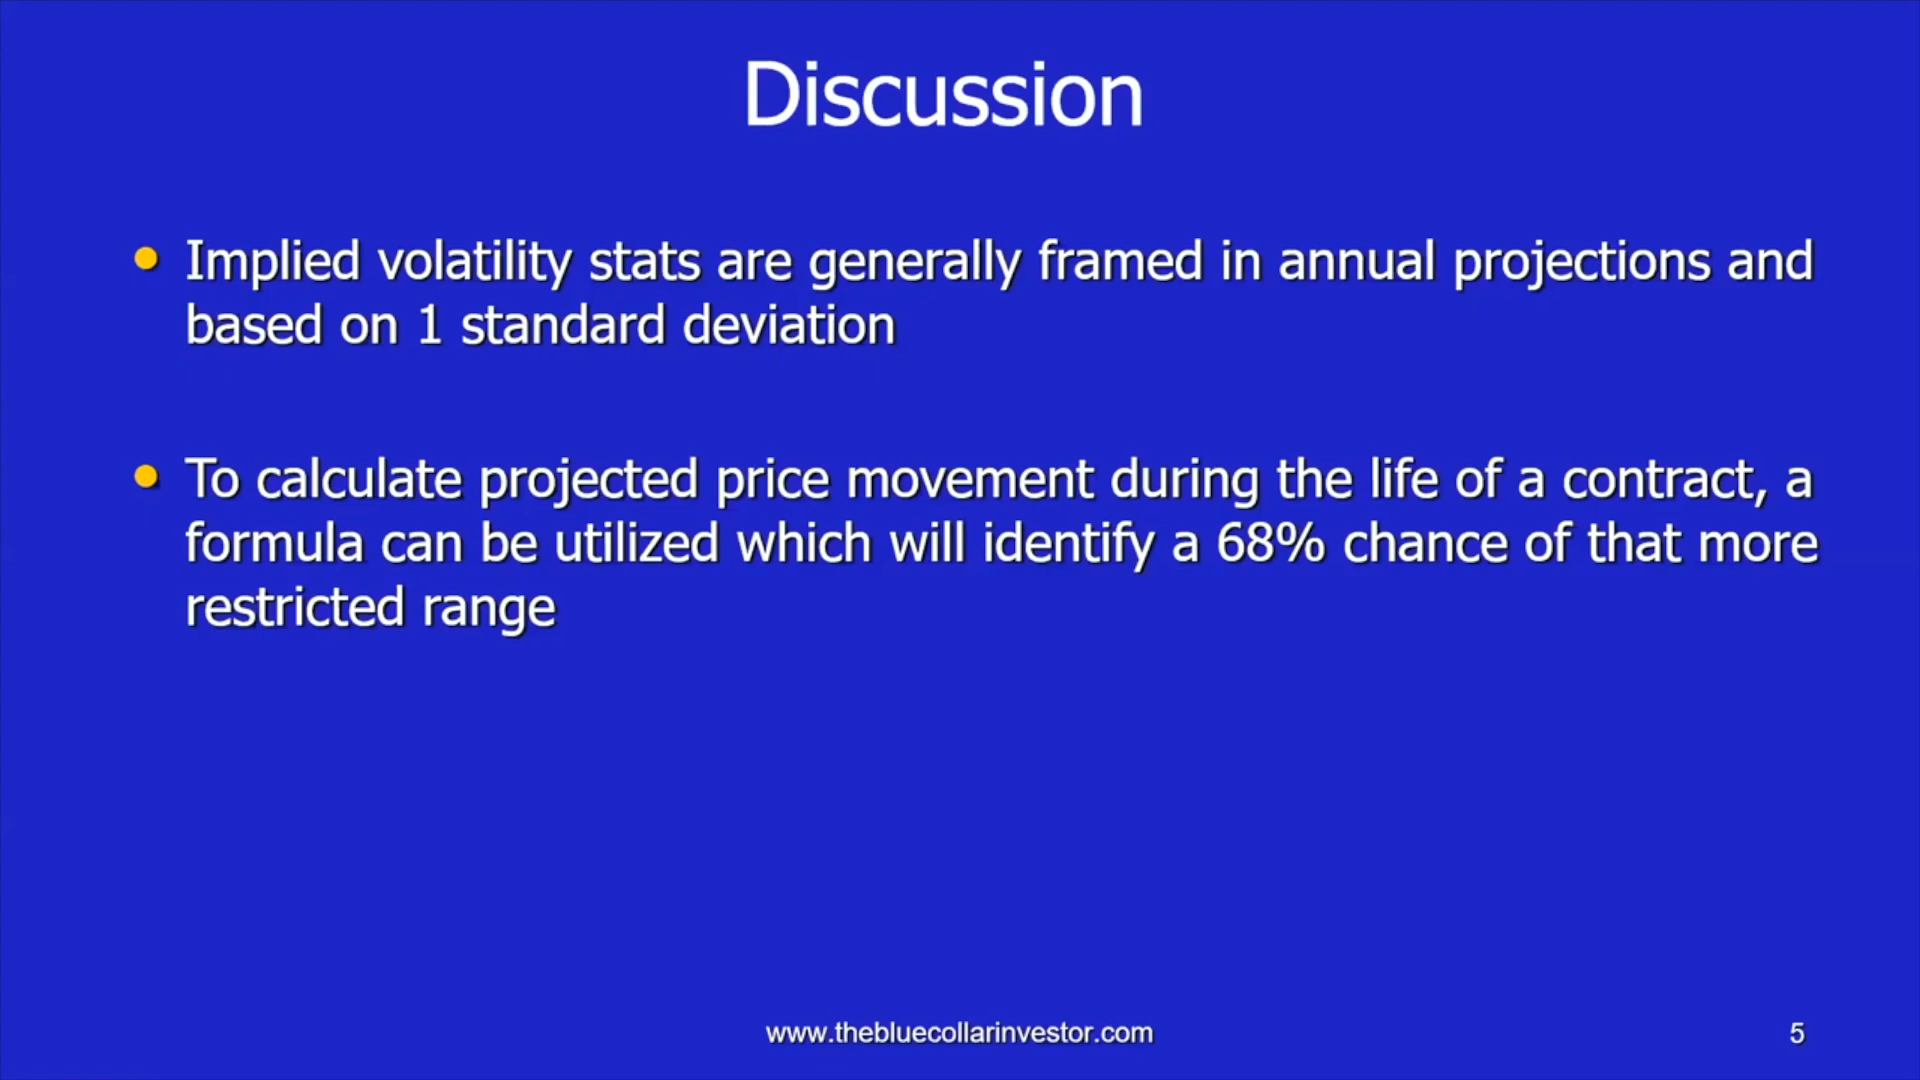 Discussion
• Implied volatility stats are generally framed in annual projections and
based on 1 standard deviation
• To calculate projected price movement during the life of a contract, a
formula can be utilized which will identify a 68% chance of that more
restricted range
www.thebluecollarinvestor.com
5